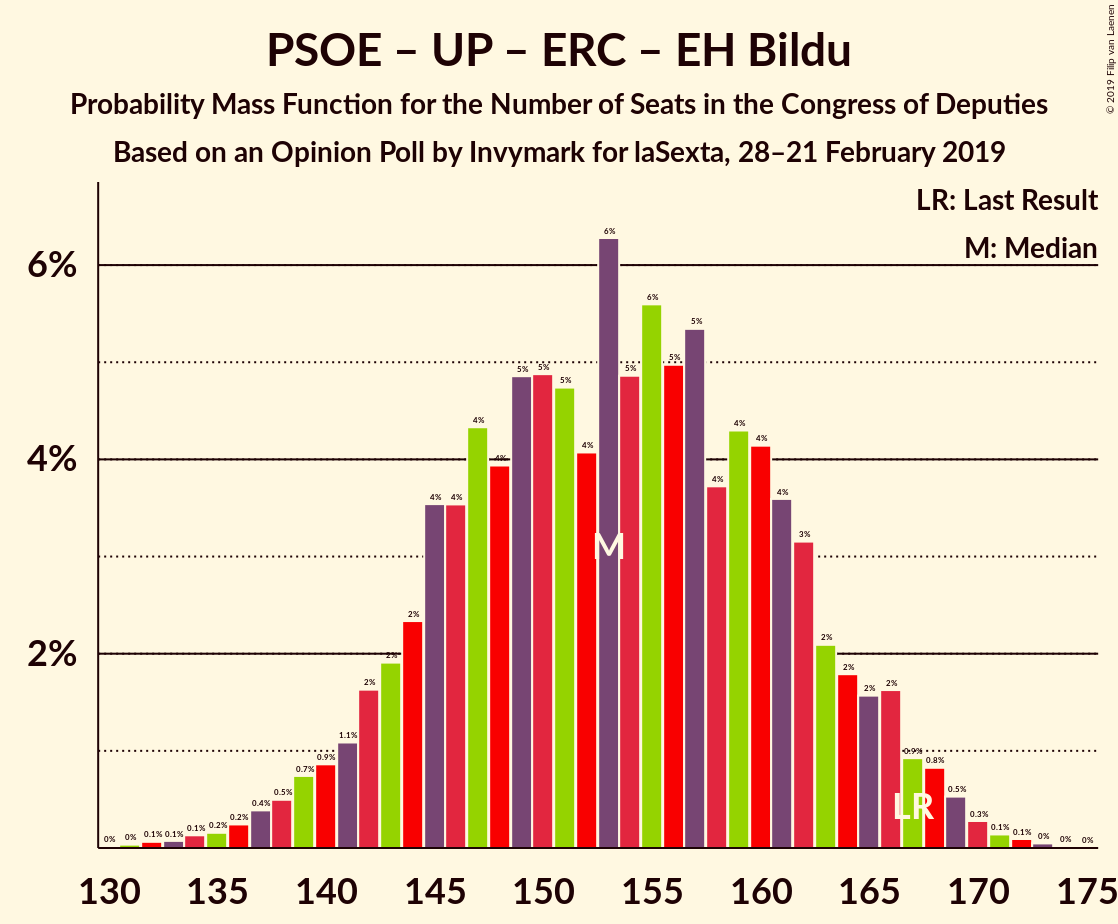 PSOE – UP – ERC – EH Bildu
Probability Mass Function for the Number of Seats in the Congress of Deputies
Based on an Opinion Poll by Invymark for laSexta, 28–21 February 2019
© 2019 Filip van Laenen
LR: Last Result
M: Median
6%
4%
2%
0% 0% 0.1% 0.1% 0.1% 0.2% 0.2% 0.4% 0.5% 0.7% 0.9% 1.1% 2% 2% 2% 4% 4% 4% 4% 5% 5% 5% 4% 6% 5% 6% 5% 5% 4% 4% 4% 4% 3% 2% 2% 2% 2% 0.9% 0.8% 0.5% 0.3% 0.1% 0.1% 0% 0% 0%
M
LR
130 135 140 145 150 155 160 165 170 175